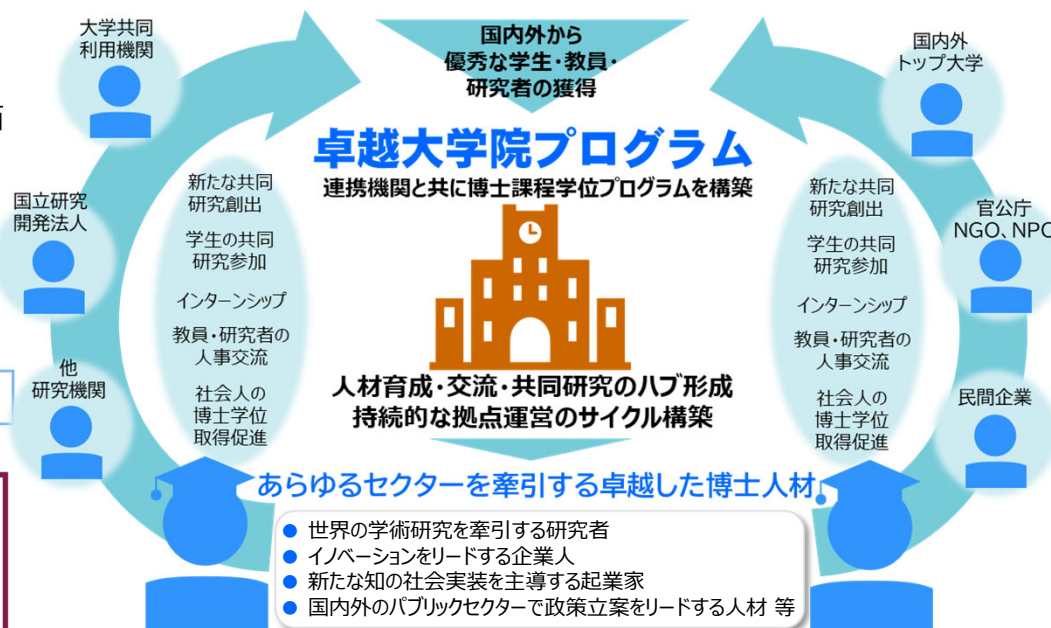 大学共同
利用機関
国立研究
開発法人
他
研究機関
国内外から
優秀な学生・教員・
研究者の獲得
卓越大学院プログラム
連携機関と共に博士課程学位プログラムを構築
新たな共同
研究創出
学生の共同
研究参加
インターンシップ
教員・研究者の
人事交流
社会人の
博士学位
取得促進
人材育成・交流・共同研究のハブ形成
持続的な拠点運営のサイクル構築
新たな共同
研究創出
学生の共同
研究参加
インターンシップ
教員・研究者の
人事交流
社会人の
博士学位
取得促進
国内外
トップ大学
官公庁
NGO、NPO
民間企業
あらゆるセクターを牽引する卓越した博士人材
● 世界の学術研究を牽引する研究者
● イノベーションをリードする企業人
● 新たな知の社会実装を主導する起業家
● 国内外のパブリックセクターで政策立案をリードする人材 等